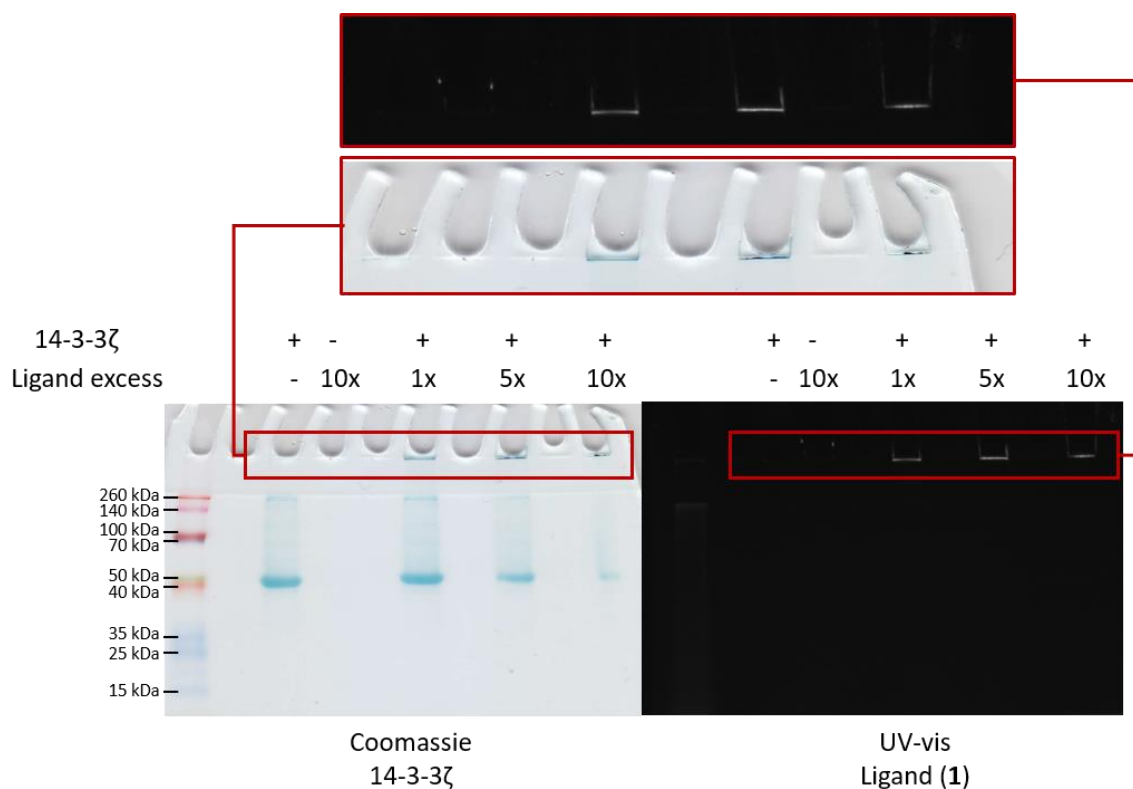 14-3-3ζ + - + + + + - + + +
Ligand excess - 10x 1x 5x 10x - 10x 1x 5x 10x
260 kDa
140 kDa
100 kDa
70 kDa
50 kDa
40 kDa
35 kDa
25 kDa
15 kDa
Coomassie
14-3-3ζ
UV-vis
Ligand (1)